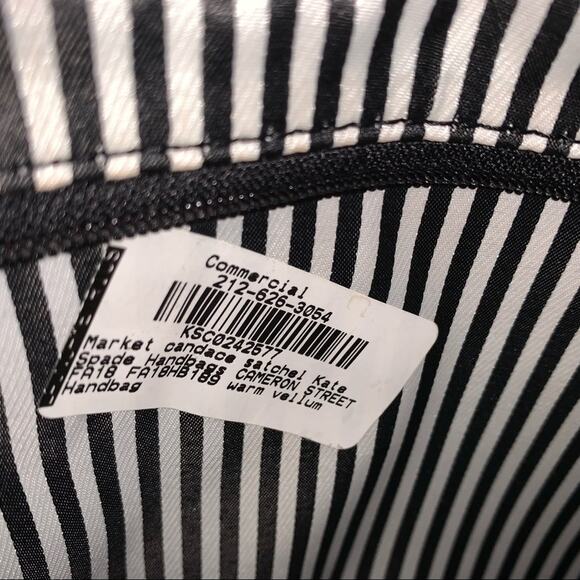 Commercial
212-626-3054
KSC0242577
Market candace satchel Kate
Spade Handbags CAMERON STREET
FA18 FA18HB189 warm vellum
Handbag